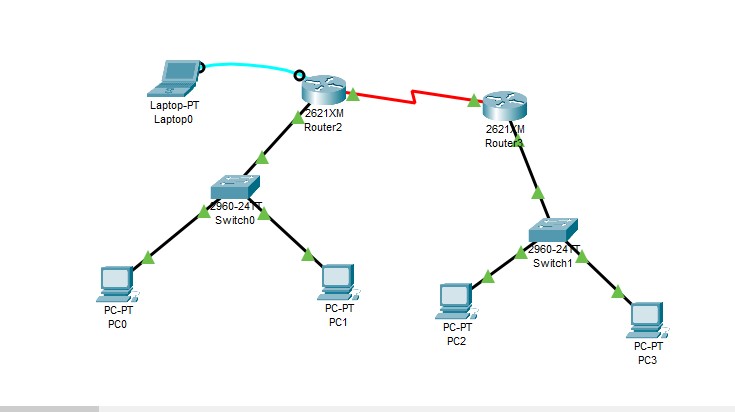 Laptop-PT
Laptop0
2621XM
Router2
2621XM
Router3
2960-24TT
Switch0
2960-24TT
Switch1
PC-PT
PC0
PC-PT
PC1
PC-PT
PC2
PC-PT
PC3